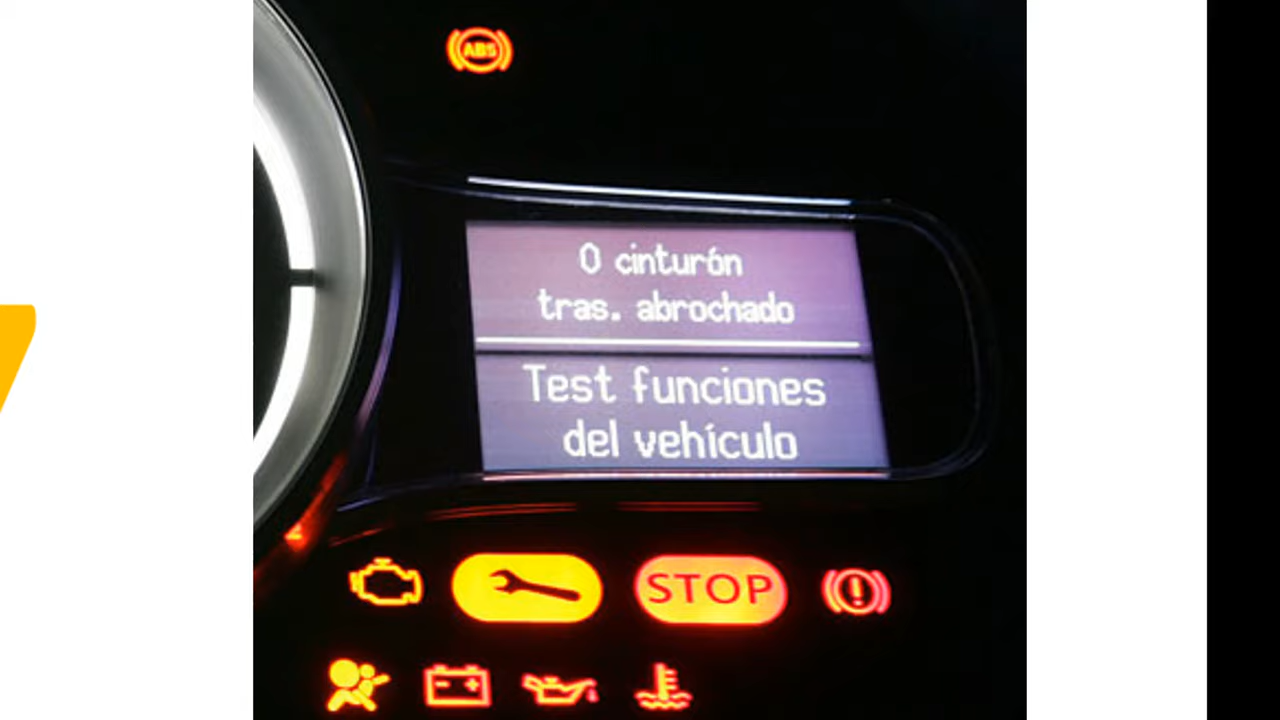 ABS
0 cinturón
tras. abrochado
Test funciones
del vehículo
STOP